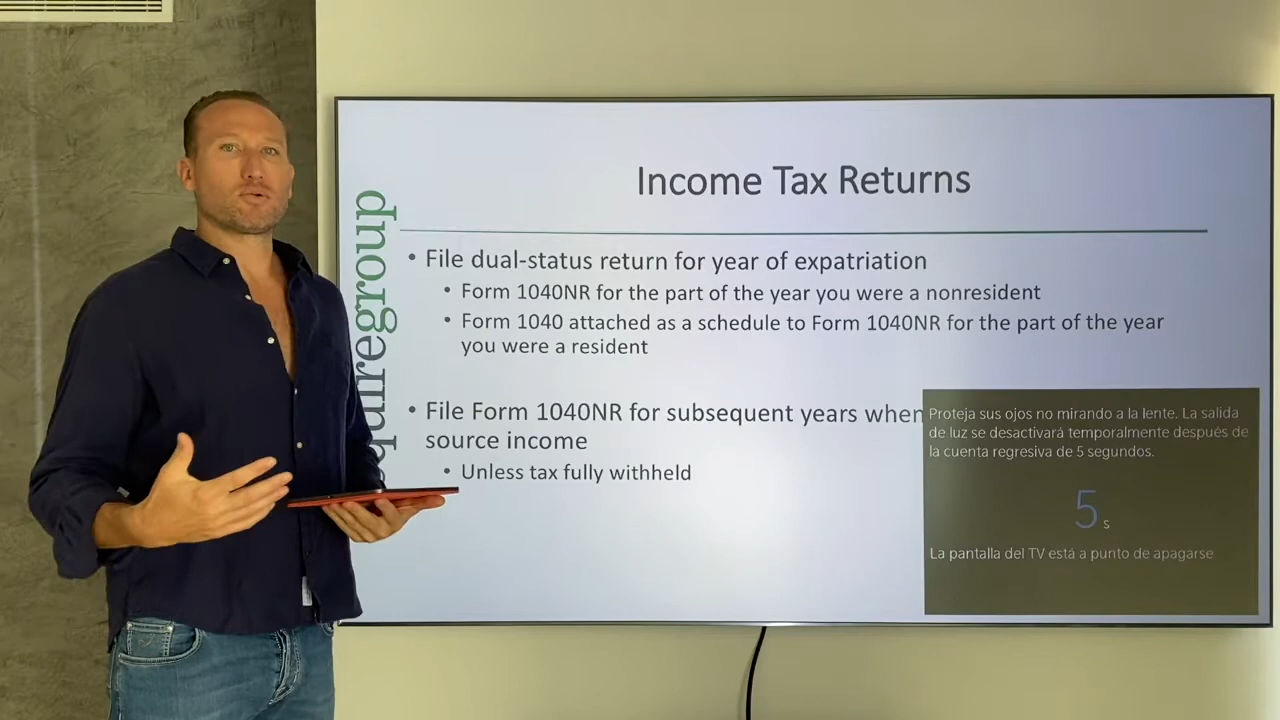 Income Tax Returns
quiregroup
• File dual-status return for year of expatriation
• Form 1040NR for the part of the year you were a nonresident
• Form 1040 attached as a schedule to Form 1040NR for the part of the year
you were a resident
• File Form 1040NR for subsequent years when
source income
• Unless tax fully withheld
Proteja sus ojos no mirando a la lente. La salida
de luz se desactivará temporalmente después de
la cuenta regresiva de 5 segundos.
5 s
La pantalla del TV está a punto de apagarse